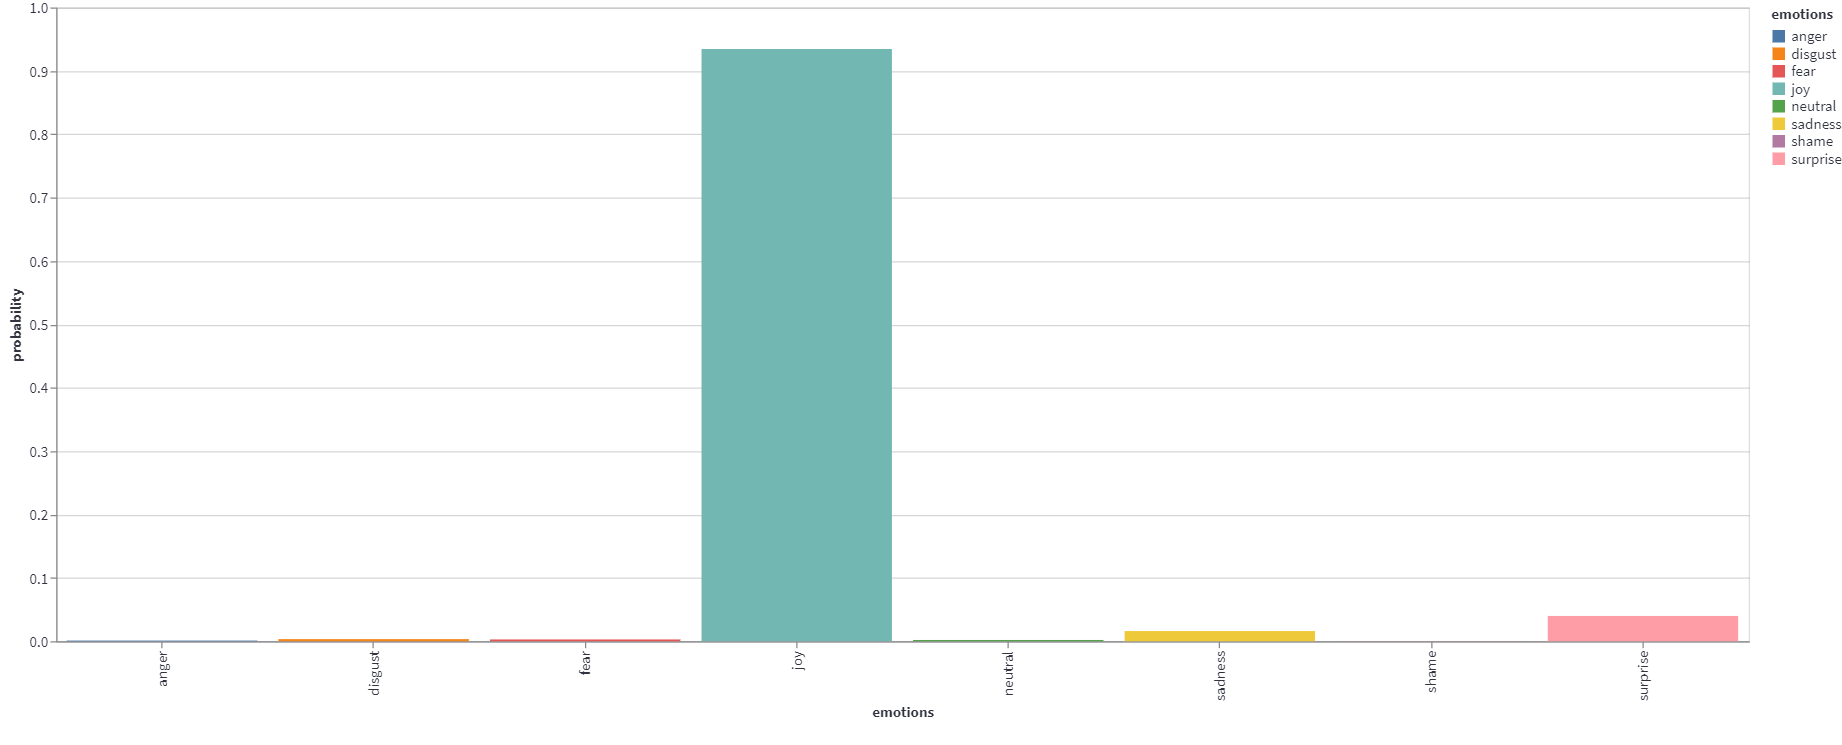 1.0
0.9
0.8
0.7
0.6
0.5
0.4
0.3
0.2
0.1
0.0
probability
anger
disgust
fear
joy
neutral
sadness
shame
surprise
emotions
emotions
anger
disgust
fear
joy
neutral
sadness
shame
surprise